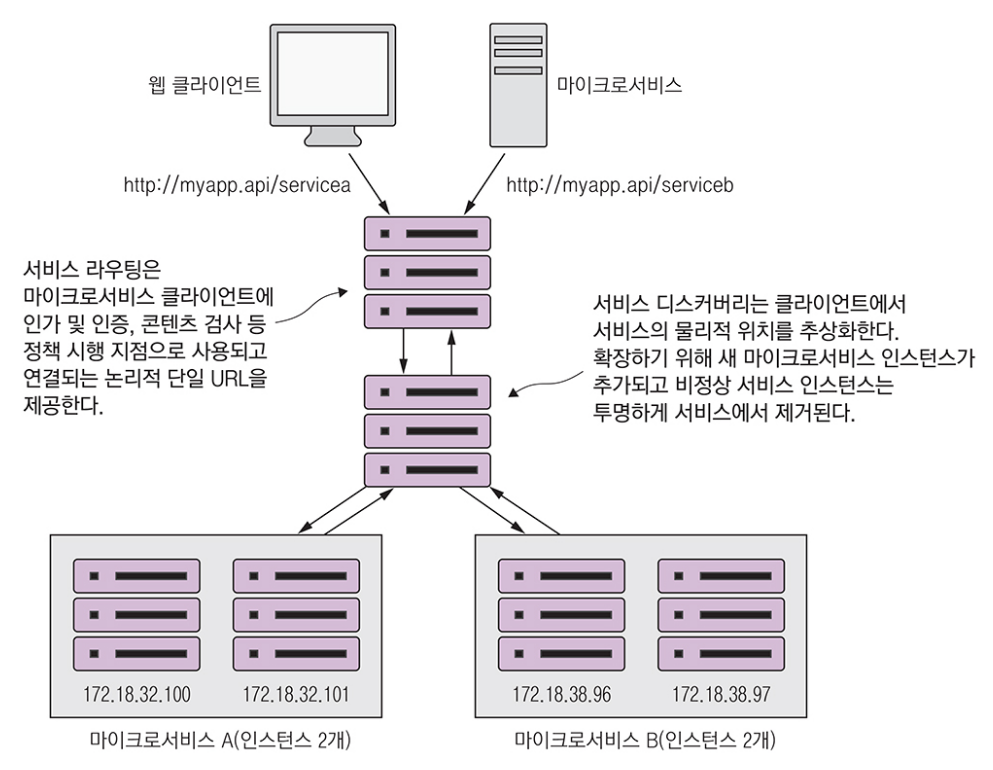 웹 클라이언트
마이크로서비스
http://myapp.api/servicea
http://myapp.api/serviceb
서비스 라우팅은
마이크로서비스 클라이언트에
인가 및 인증, 콘텐츠 검사 등
정책 시행 지점으로 사용되고
연결되는 논리적 단일 URL을
제공한다.
서비스 디스커버리는 클라이언트에서
서비스의 물리적 위치를 추상화한다.
확장하기 위해 새 마이크로서비스 인스턴스가
추가되고 비정상 서비스 인스턴스는
투명하게 서비스에서 제거된다.
172.18.32.100
172.18.32.101
172.18.38.96
172.18.38.97
마이크로서비스 A(인스턴스 2개)
마이크로서비스 B(인스턴스 2개)